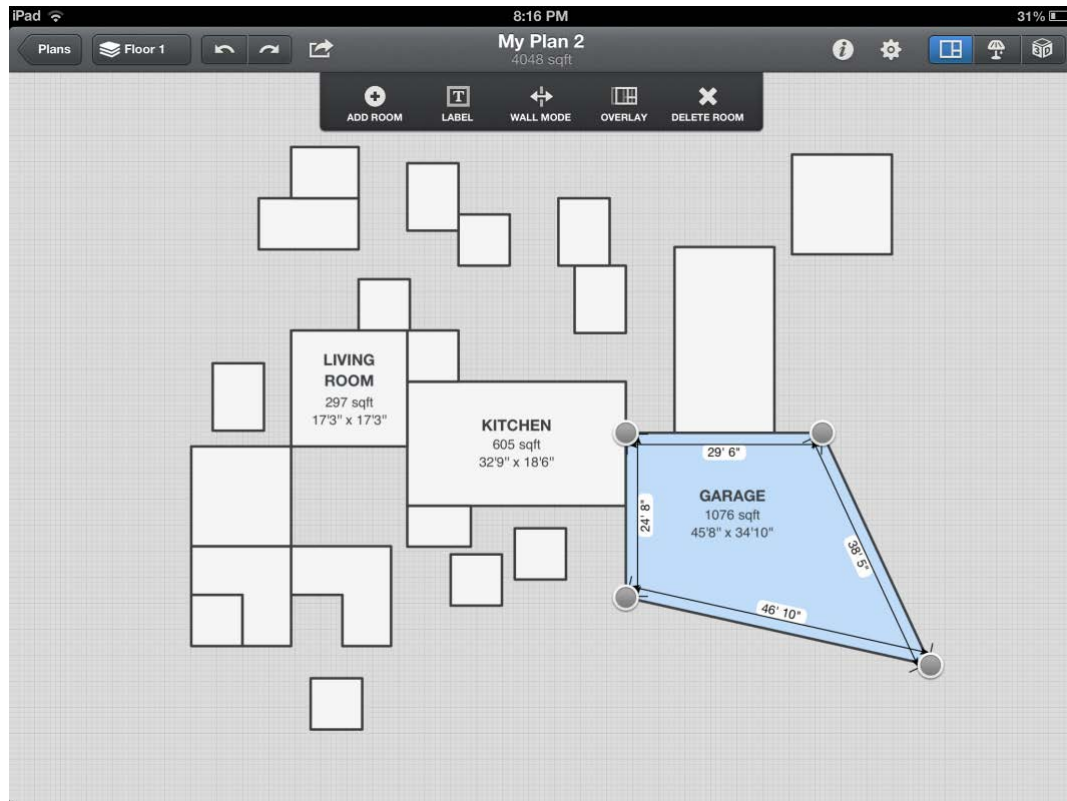 iPad 8:16 PM 31%
Plans Floor 1 My Plan 2 3D
4048 sqft
ADD ROOM T LABEL WALL MODE OVERLAY DELETE ROOM
LIVING
ROOM
297 sqft
17'3" x 17'3"
KITCHEN
605 sqft
32'9" x 18'6"
29' 6"
GARAGE
1076 sqft
45'8" x 34'10"
24' 8"
38' 5"
46' 10"